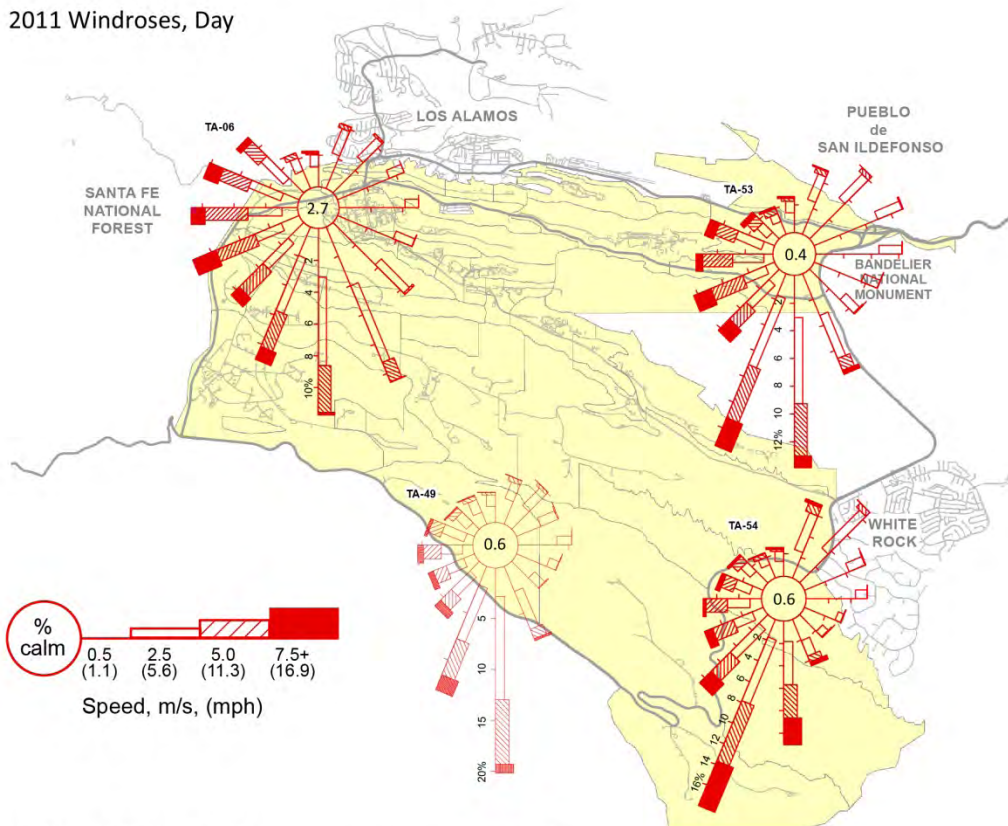 2011 Windroses, Day
LOS ALAMOS
PUEBLO
de
SAN ILDEFONSO
TA-06
SANTA FE
NATIONAL
FOREST
2.7
2
4
6
8
10%
TA-53
0.4
BANDELIER
NATIONAL
MONUMENT
2
4
6
8
10
12%
TA-49
0.6
5
10
15
20%
TA-54
WHITE
ROCK
0.6
2
4
6
8
10
12
14
16%
%
calm
0.5 2.5 5.0 7.5+
(1.1) (5.6) (11.3) (16.9)
Speed, m/s, (mph)